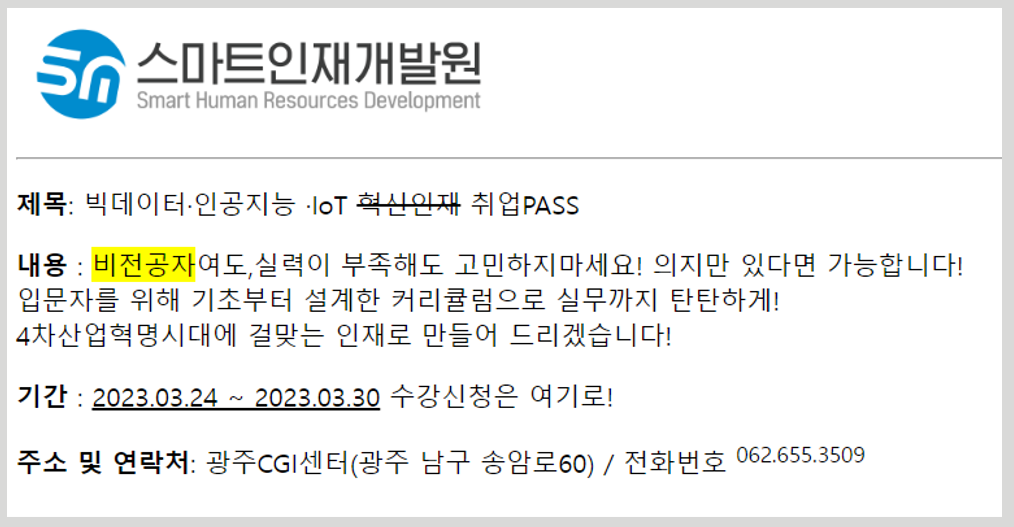 스마트인재개발원
Smart Human Resources Development
제목: 빅데이터·인공지능 ·IoT 혁신인재 취업PASS
내용 : 비전공자여도,실력이 부족해도 고민하지마세요! 의지만 있다면 가능합니다!
입문자를 위해 기초부터 설계한 커리큘럼으로 실무까지 탄탄하게!
4차산업혁명시대에 걸맞는 인재로 만들어 드리겠습니다!
기간 : 2023.03.24 ~ 2023.03.30 수강신청은 여기로!
주소 및 연락처: 광주CGI센터(광주 남구 송암로60) / 전화번호 062.655.3509